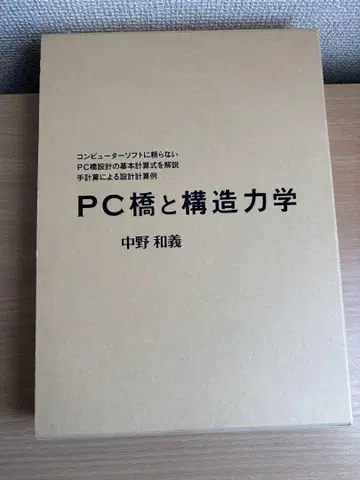 コンピューターソフトに頼らない
PC橋設計の基本計算式を解説
手計算による設計計算例
PC橋と構造力学
中野 和義